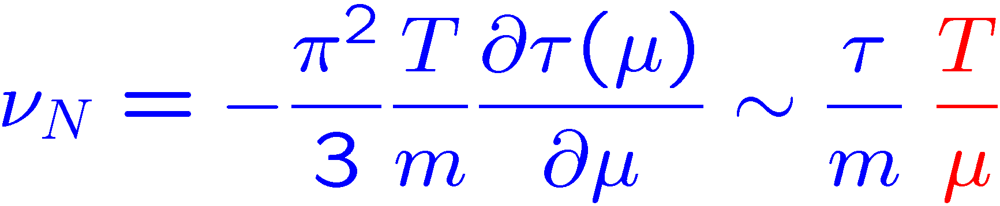 ν_N = −π²/3 T/m ∂τ(μ)/∂μ ∼ τ/m T/μ